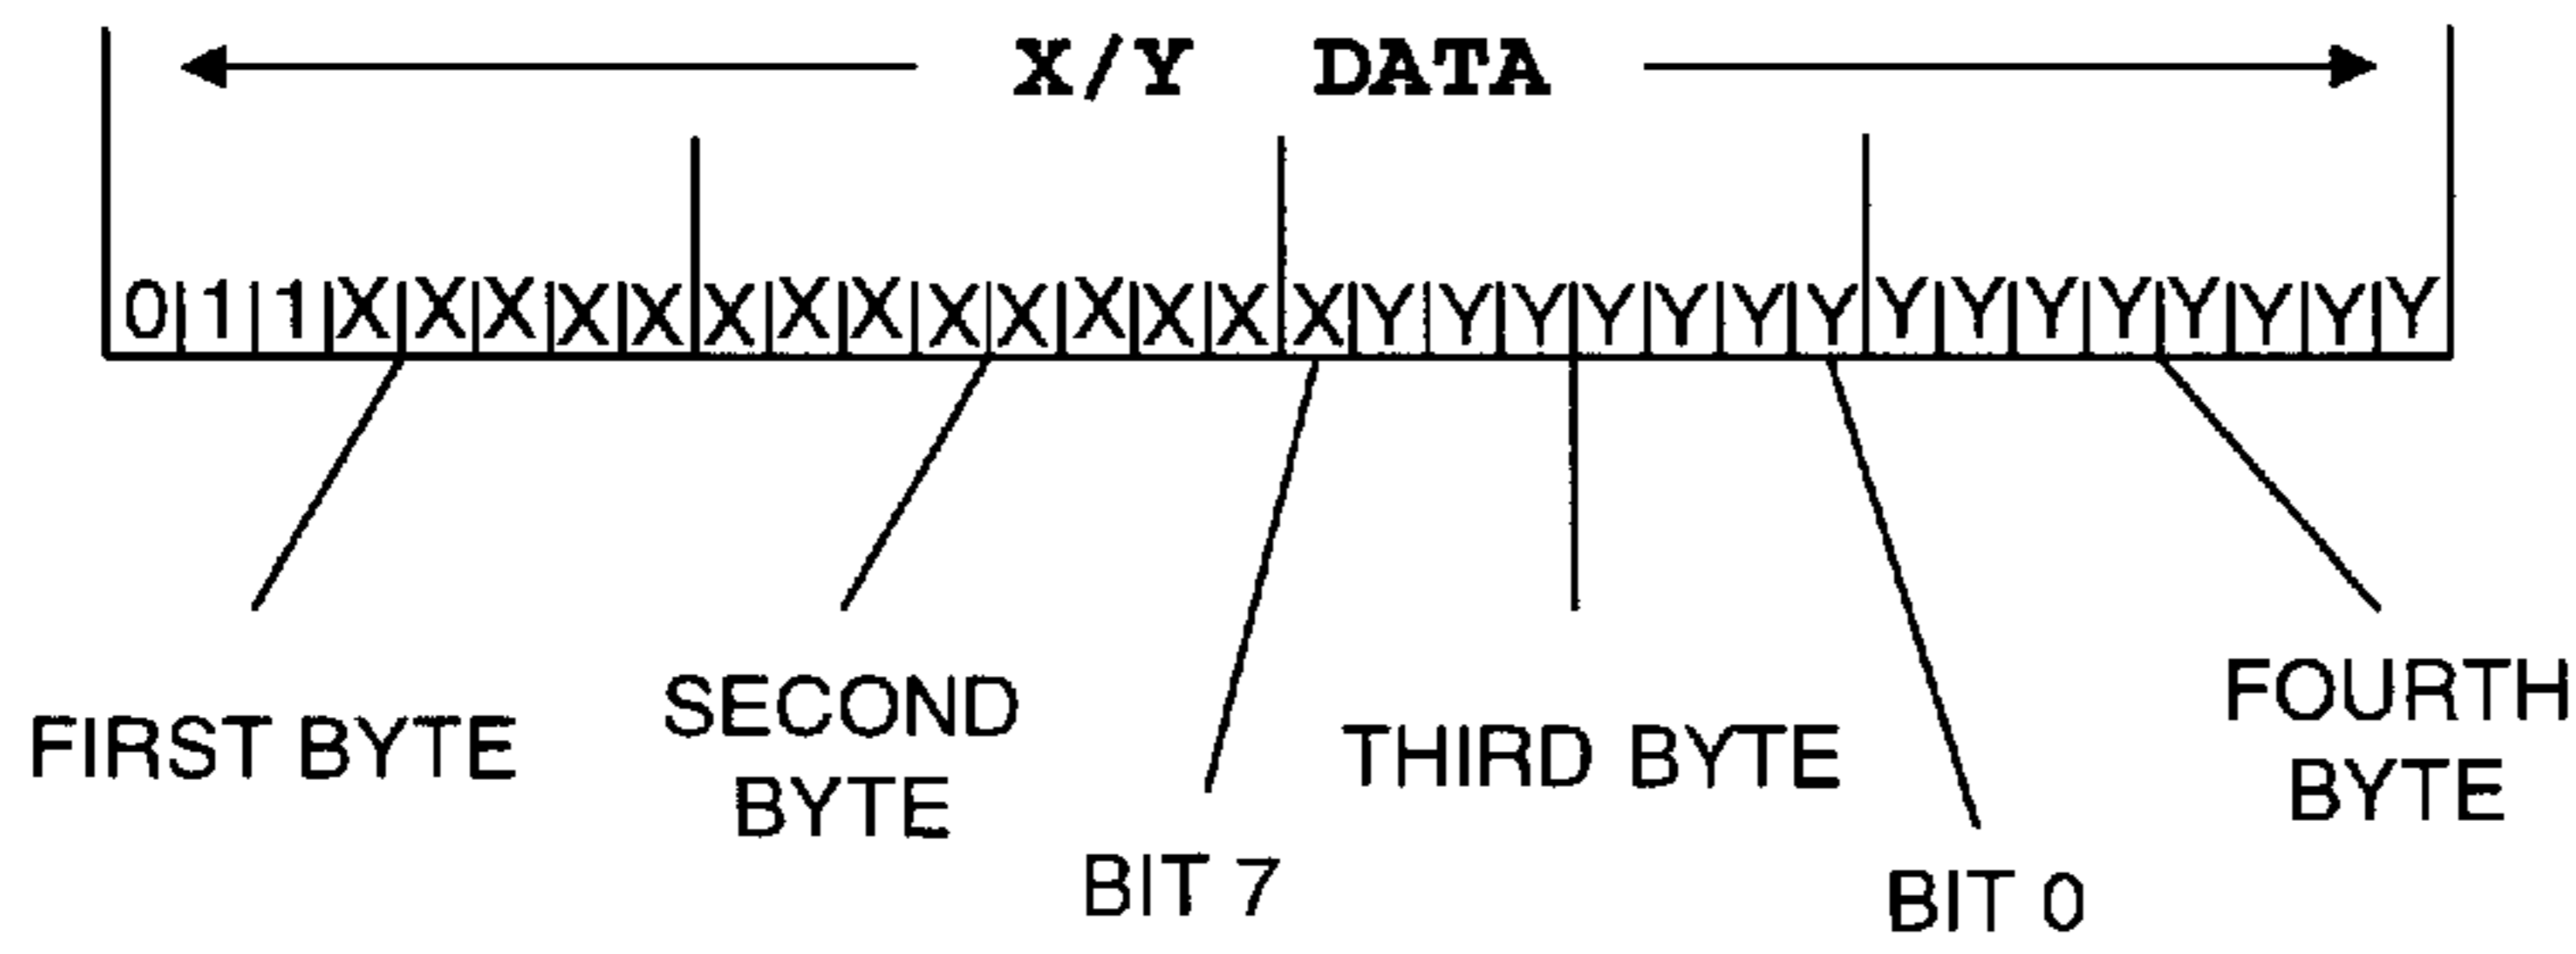 X/Y DATA
0 1 1 X X X X X X X X X X X X X X Y Y Y Y Y Y Y Y Y Y Y Y Y Y Y
FIRST BYTE
SECOND
BYTE
BIT 7
THIRD BYTE
BIT 0
FOURTH
BYTE